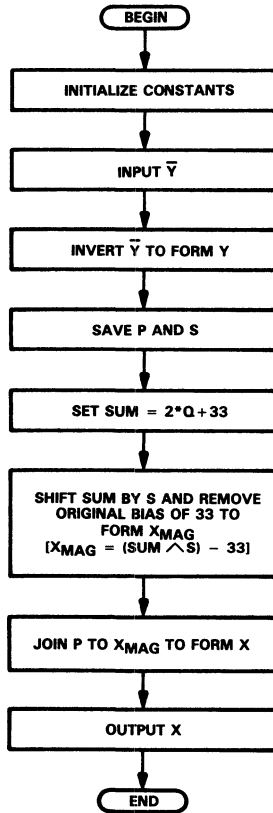 BEGIN
INITIALIZE CONSTANTS
INPUT Y̅
INVERT Y̅ TO FORM Y
SAVE P AND S
SET SUM = 2*Q+33
SHIFT SUM BY S AND REMOVE
ORIGINAL BIAS OF 33 TO
FORM XMAG
[XMAG = (SUM ∧ S) – 33]
JOIN P TO XMAG TO FORM X
OUTPUT X
END